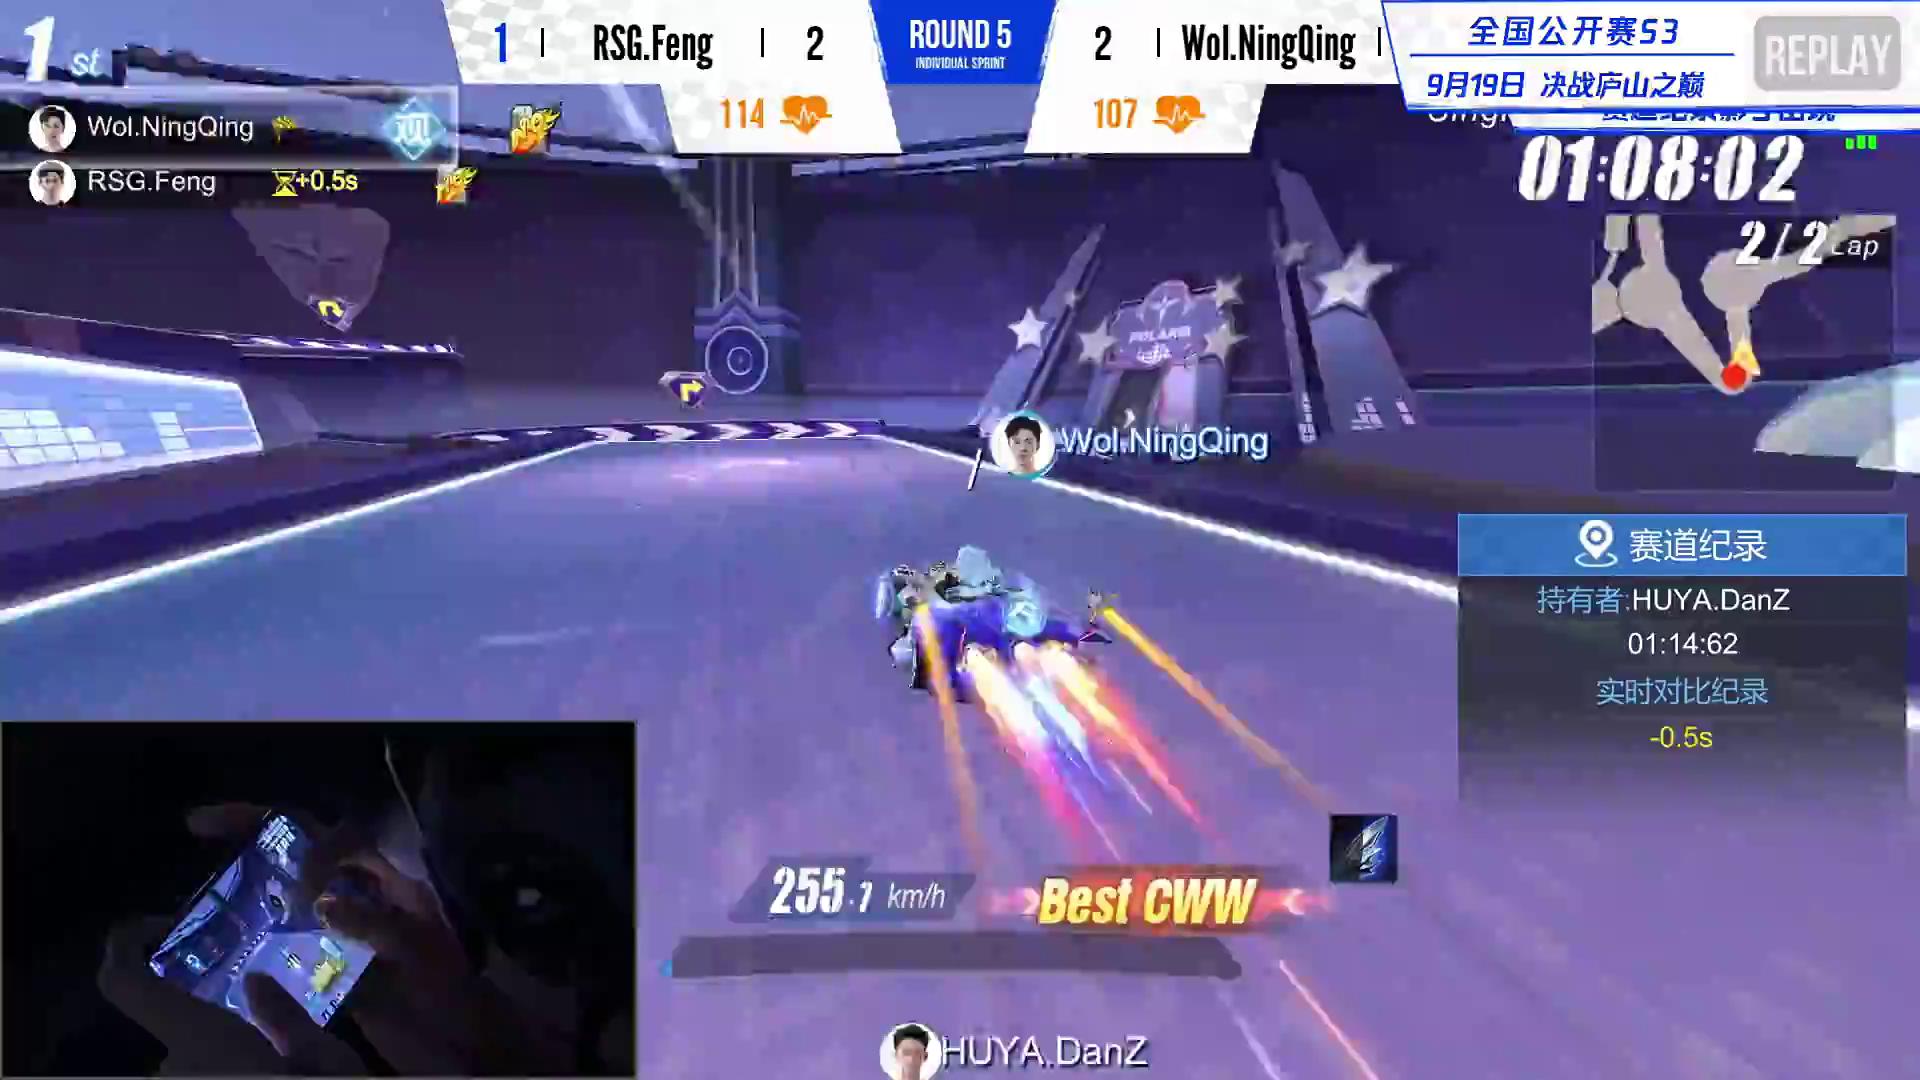 1 RSG.Feng 2 ROUND 5 2 Wol.NingQing
INDIVIDUAL SPRINT
全国公开赛S3
9月19日 决战庐山之巅
REPLAY
1st
114
107
Wol.NingQing
RSG.Feng +0.5s
01:08:02
2/2 Lap
POLARIS
Wol.NingQing
赛道纪录
持有者:HUYA.DanZ
01:14:62
实时对比纪录
-0.5s
255.7 km/h
Best CWW
HUYA.DanZ